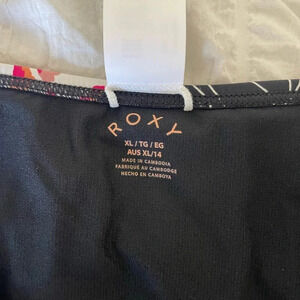 ROXY
XL / TG / EG
AUS XL/14
MADE IN CAMBODIA
FABRIQUÉ AU CAMBODGE
HECHO EN CAMBOYA